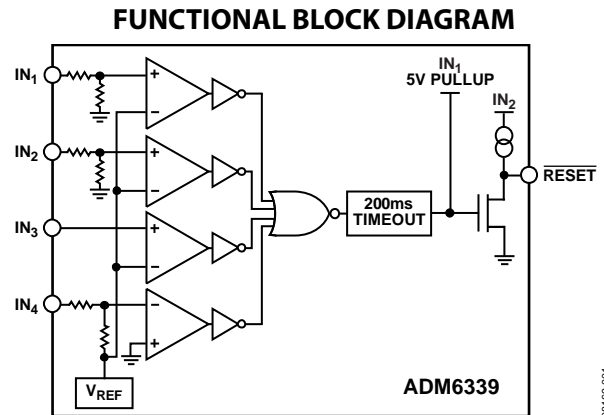 FUNCTIONAL BLOCK DIAGRAM
IN1
5V PULLUP
IN1
IN2
IN2
RESET
IN3
200ms
TIMEOUT
IN4
VREF
ADM6339
+
−
+
−
+
−
−
+